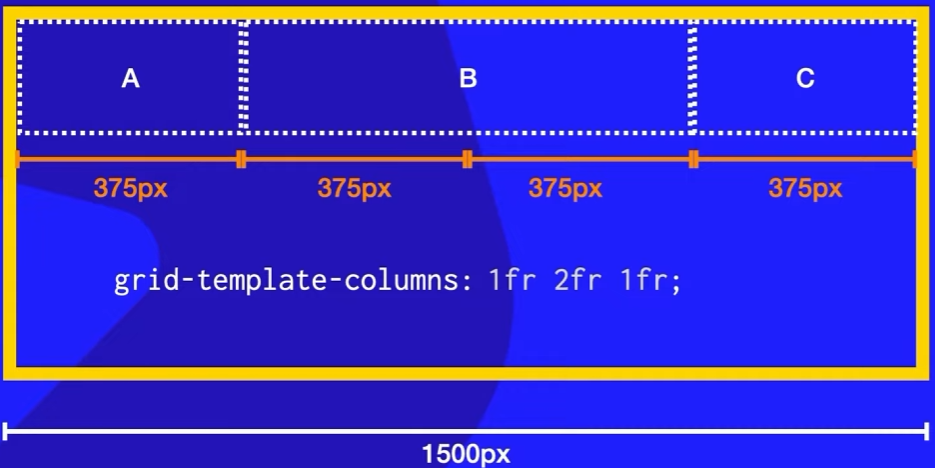 A B C
375px 375px 375px 375px
grid-template-columns: 1fr 2fr 1fr;
1500px